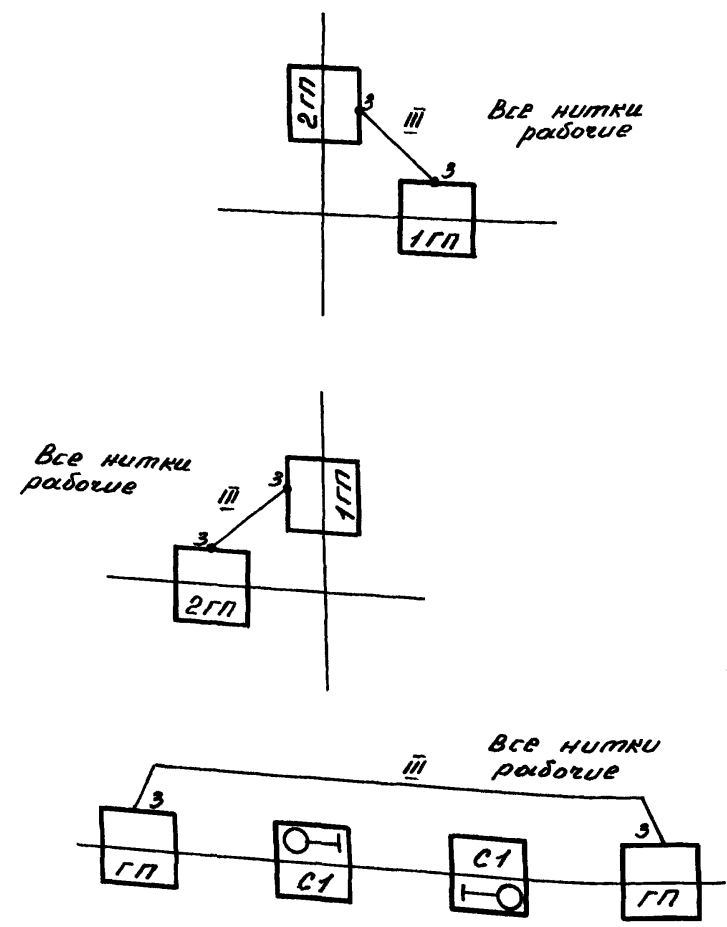 2ГП
3
III
Все нитки
рабочие
3
1ГП
Все нитки
рабочие
3
III
1ГП
3
2ГП
Все нитки
рабочие
III
3
3
ГП
С1
С1
ГП